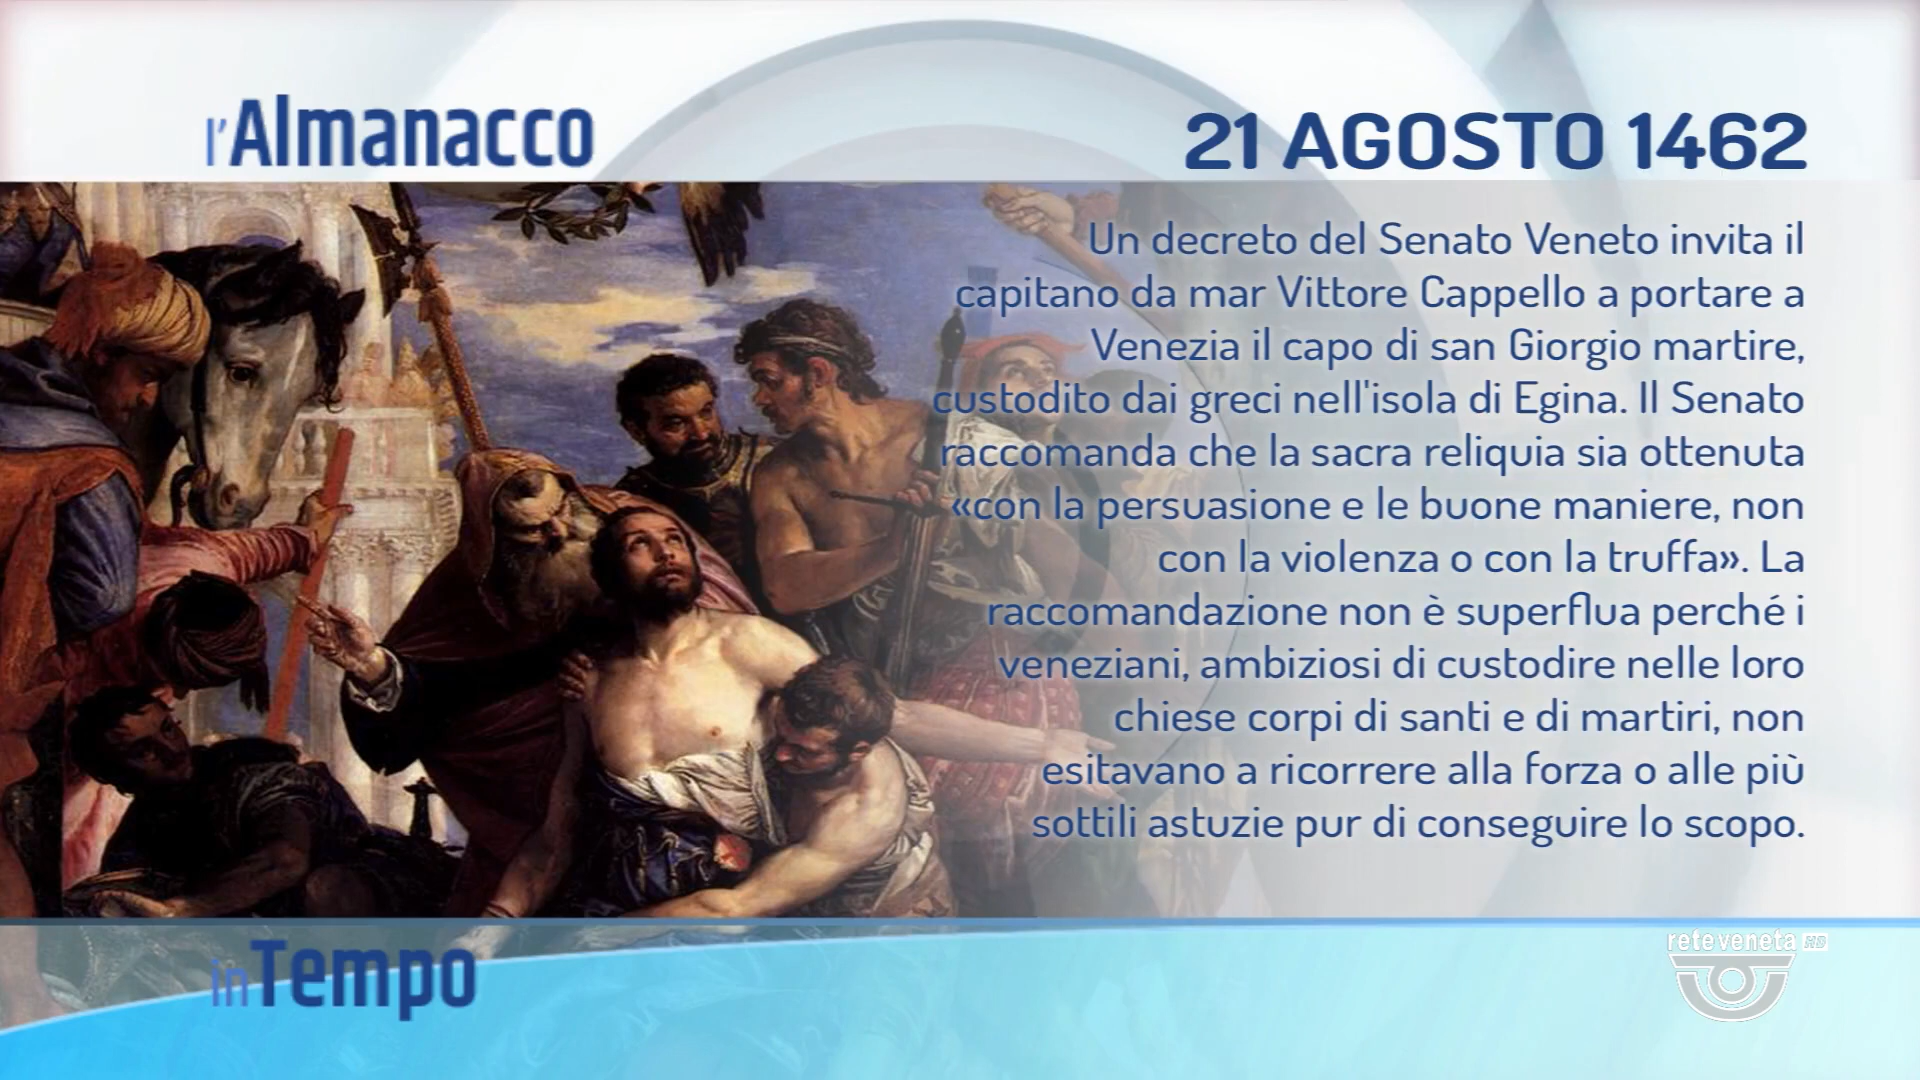 l'Almanacco
21 AGOSTO 1462
Un decreto del Senato Veneto invita il
capitano da mar Vittore Cappello a portare a
Venezia il capo di san Giorgio martire,
custodito dai greci nell'isola di Egina. Il Senato
raccomanda che la sacra reliquia sia ottenuta
«con la persuasione e le buone maniere, non
con la violenza o con la truffa». La
raccomandazione non è superflua perché i
veneziani, ambiziosi di custodire nelle loro
chiese corpi di santi e di martiri, non
esitavano a ricorrere alla forza o alle più
sottili astuzie pur di conseguire lo scopo.
inTempo
reteveneta HD